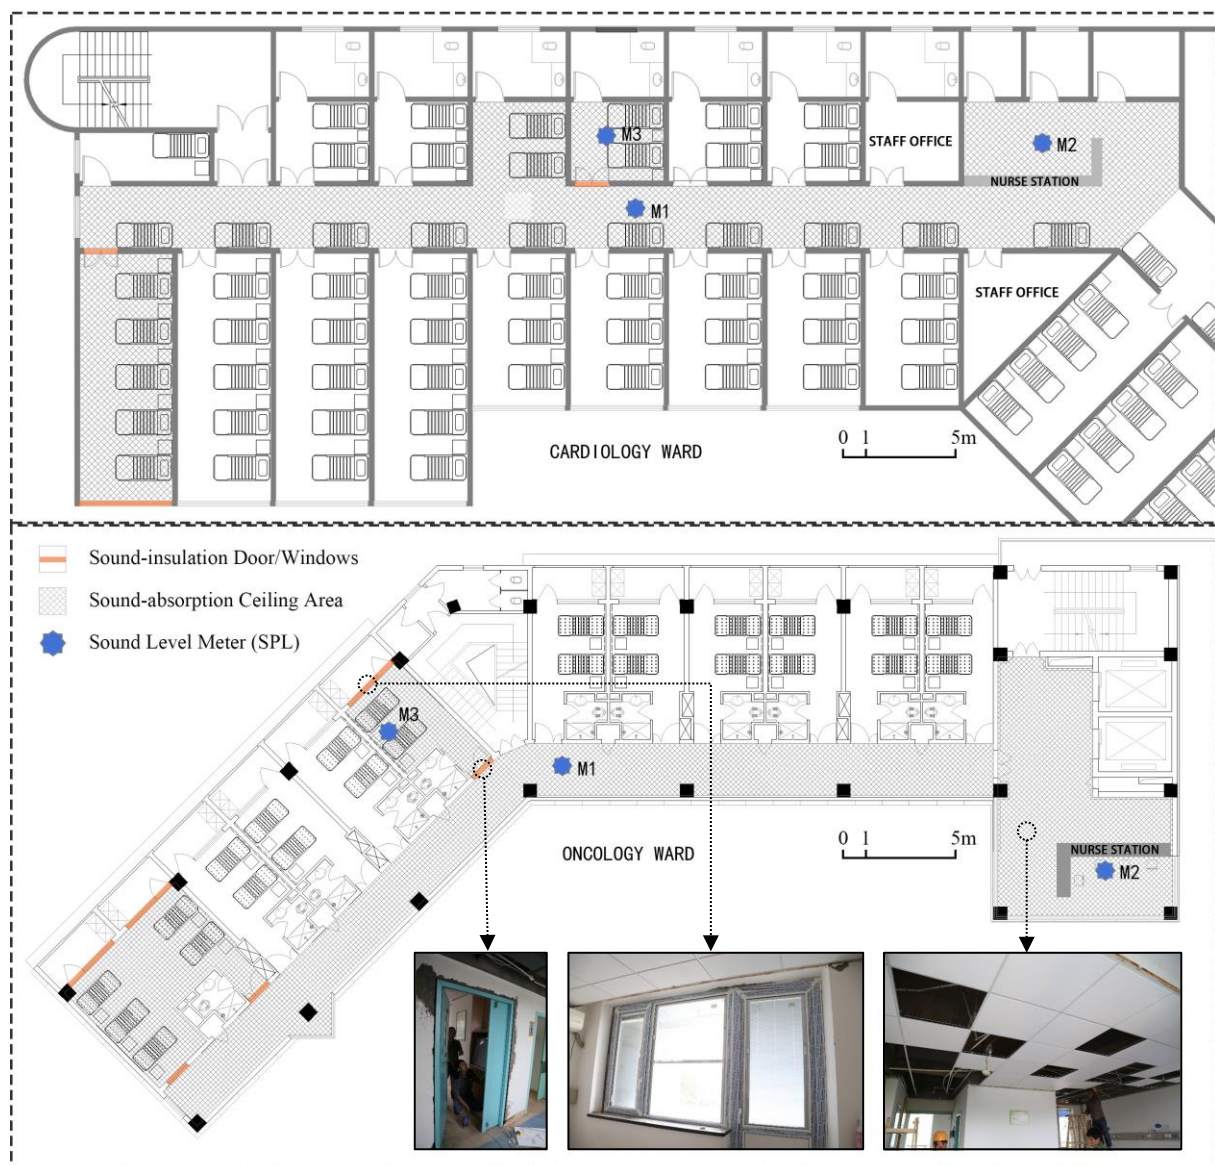 M3
STAFF OFFICE
M2
NURSE STATION
M1
STAFF OFFICE
CARDIOLOGY WARD
0 1 5m
Sound-insulation Door/Windows
Sound-absorption Ceiling Area
Sound Level Meter (SPL)
M3
M1
ONCOLOGY WARD
0 1 5m
NURSE STATION
M2